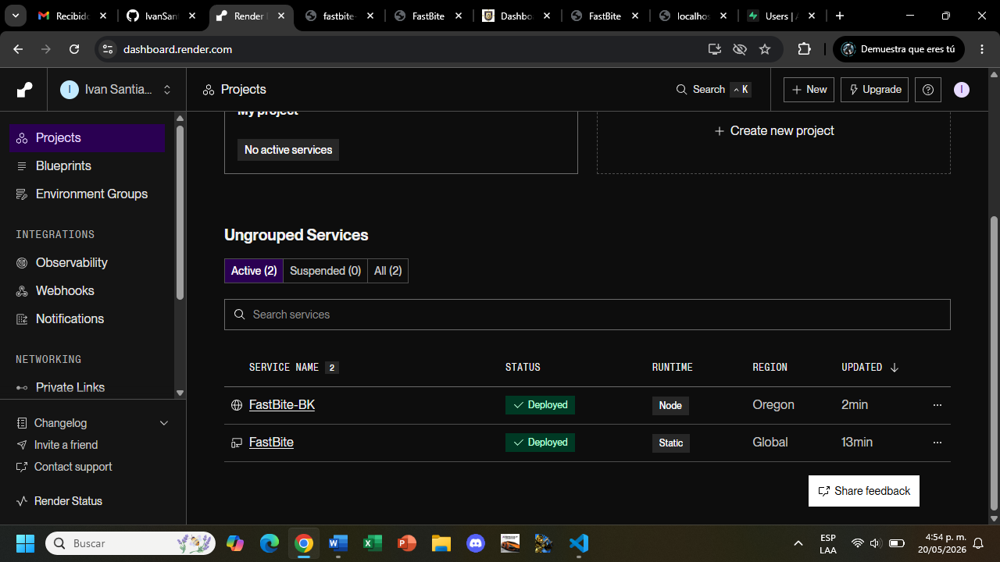 Recibido
IvanSant
Render D
fastbite-
FastBite
Dashbo
FastBite
localhos
Users | A
dashboard.render.com
Demuestra que eres tú
I
Ivan Santia...
Projects
Search
K
New
Upgrade
I
Projects
Blueprints
Environment Groups
INTEGRATIONS
Observability
Webhooks
Notifications
NETWORKING
Private Links
Changelog
Invite a friend
Contact support
Render Status
My project
No active services
Create new project
Ungrouped Services
Active (2) Suspended (0) All (2)
Search services
SERVICE NAME 2 STATUS RUNTIME REGION UPDATED
FastBite-BK Deployed Node Oregon 2min ...
FastBite Deployed Static Global 13min ...
Share feedback
Buscar
ESP
LAA
4:54 p. m.
20/05/2026